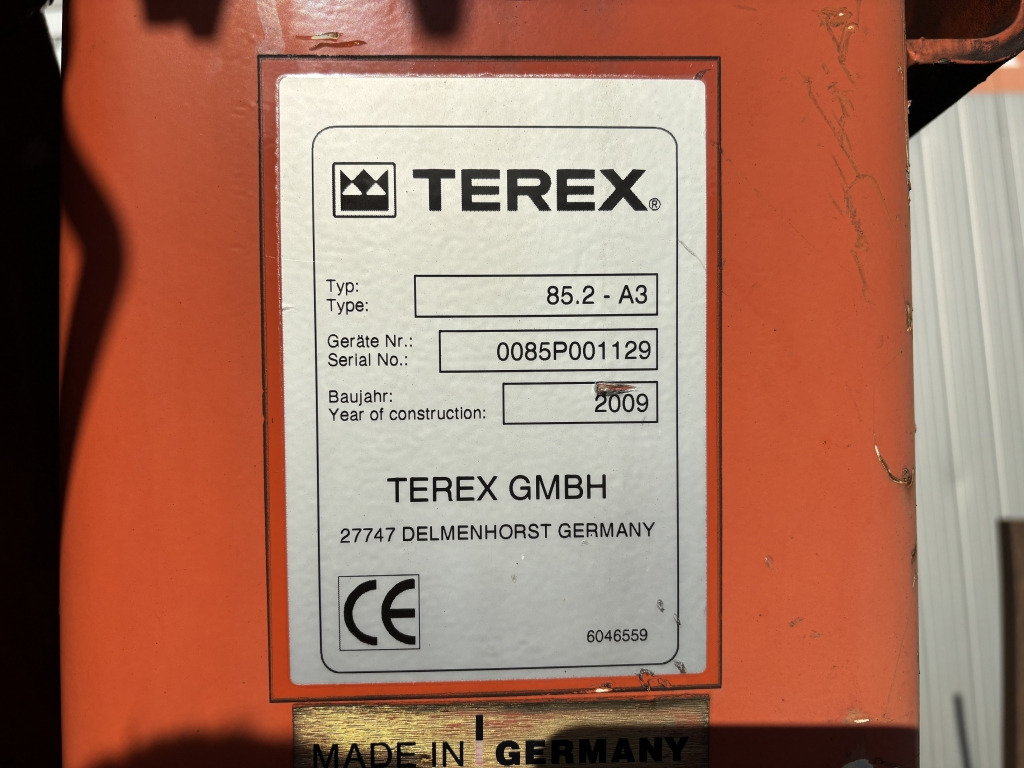 TEREX®
Typ:
Type: 85.2 - A3
Geräte Nr.:
Serial No.: 0085P001129
Baujahr:
Year of construction: 2009
TEREX GMBH
27747 DELMENHORST GERMANY
CE
6046559
MADE IN GERMANY